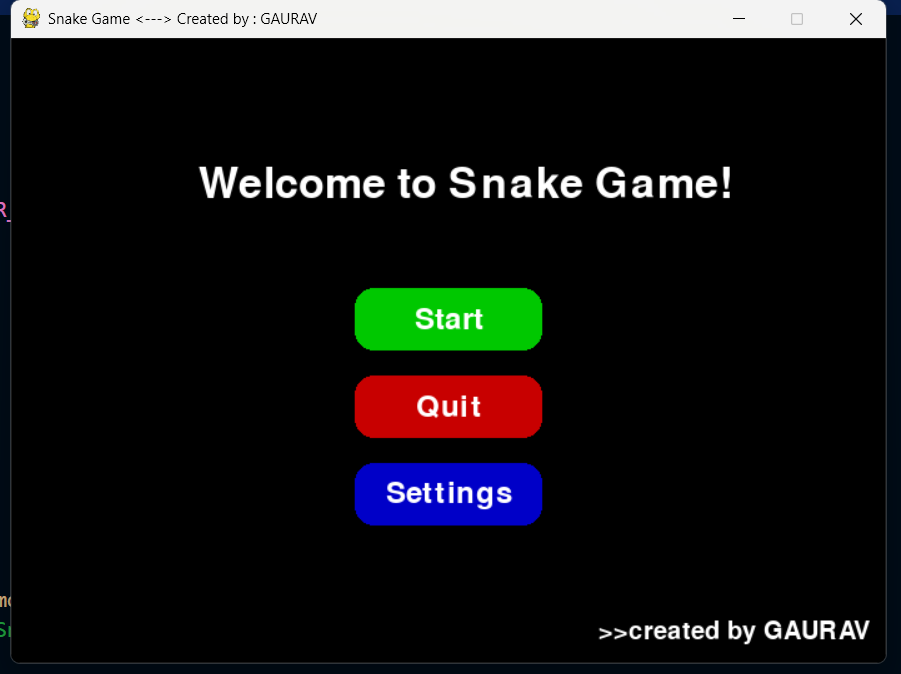 Snake Game <---> Created by : GAURAV
Welcome to Snake Game!
Start
Quit
Settings
>>created by GAURAV